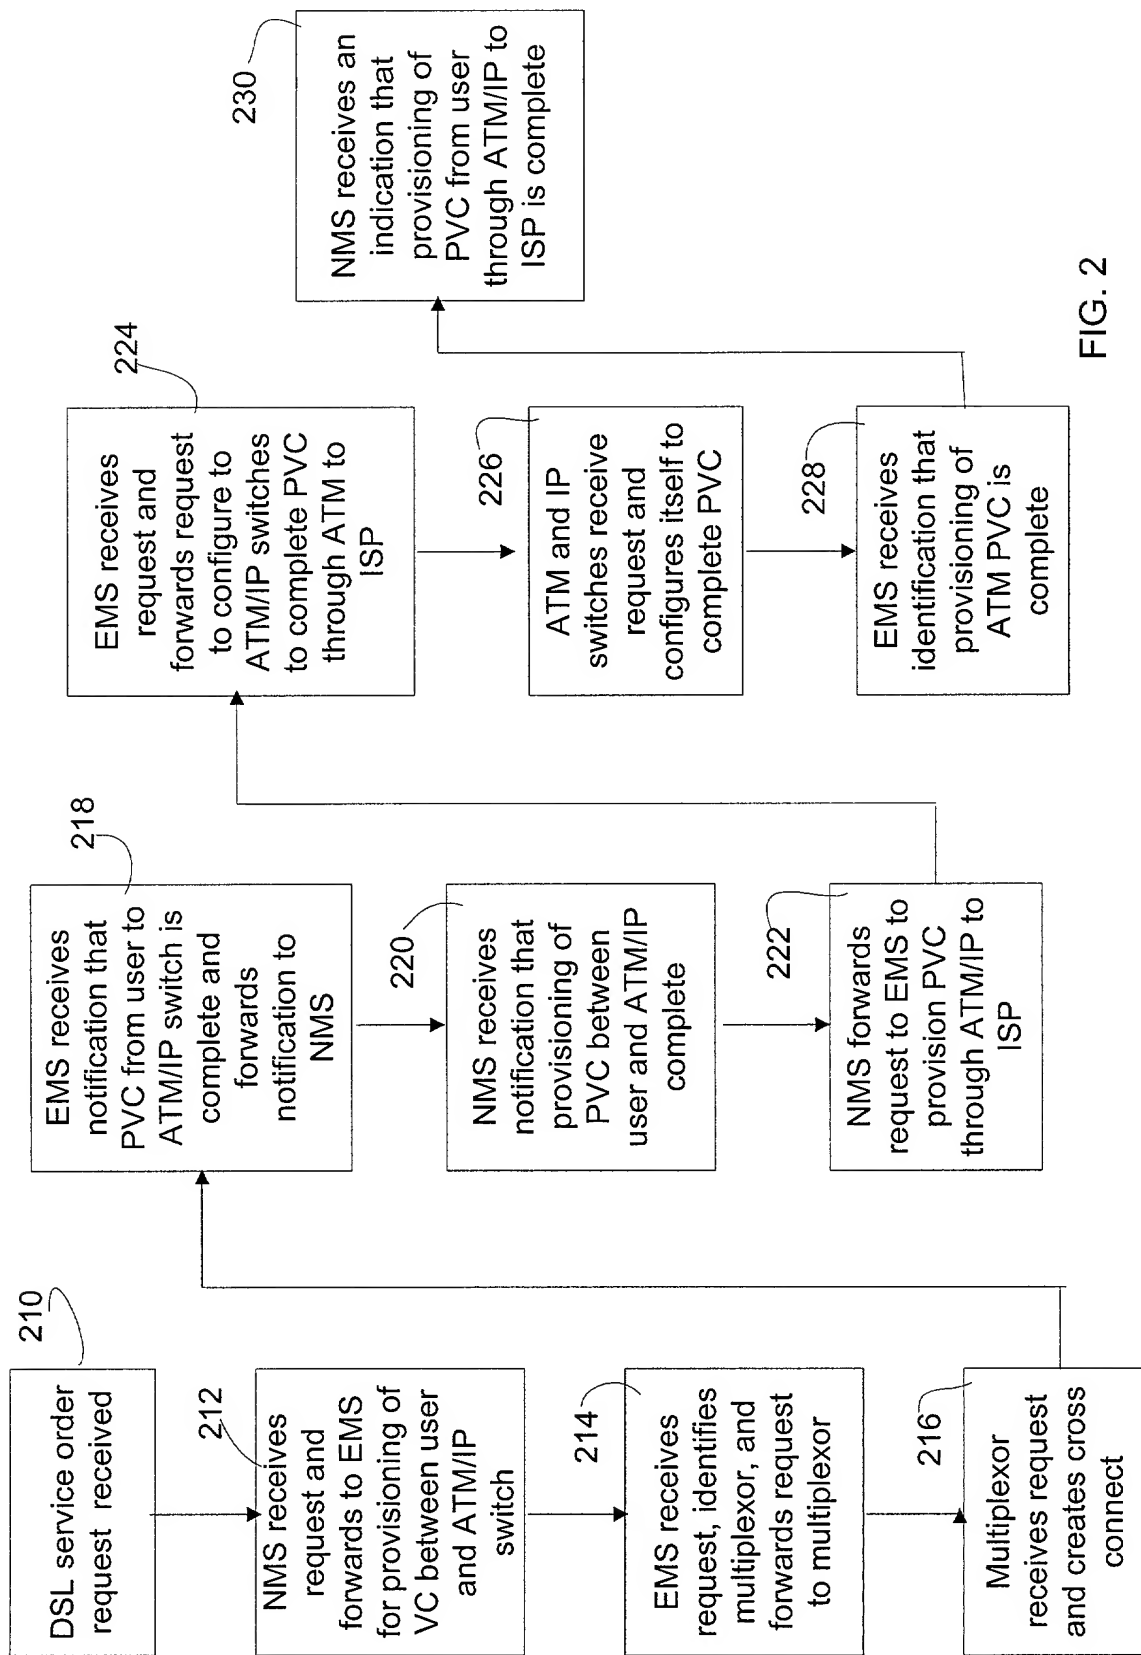 210
DSL service order
request received
212
NMS receives
request and
forwards to EMS
for provisioning of
VC between user
and ATM/IP
switch
214
EMS receives
request, identifies
multiplexor, and
forwards request
to multiplexor
216
Multiplexor
receives request
and creates cross
connect
218
EMS receives
notification that
PVC from user to
ATM/IP switch is
complete and
forwards
notification to
NMS
220
NMS receives
notification that
provisioning of
PVC between
user and ATM/IP
complete
222
NMS forwards
request to EMS to
provision PVC
through ATM/IP to
ISP
224
EMS receives
request and
forwards request
to configure to
ATM/IP switches
to complete PVC
through ATM to
ISP
226
ATM and IP
switches receive
request and
configures itself to
complete PVC
228
EMS receives
identification that
provisioning of
ATM PVC is
complete
230
NMS receives an
indication that
provisioning of
PVC from user
through ATM/IP to
ISP is complete
FIG. 2